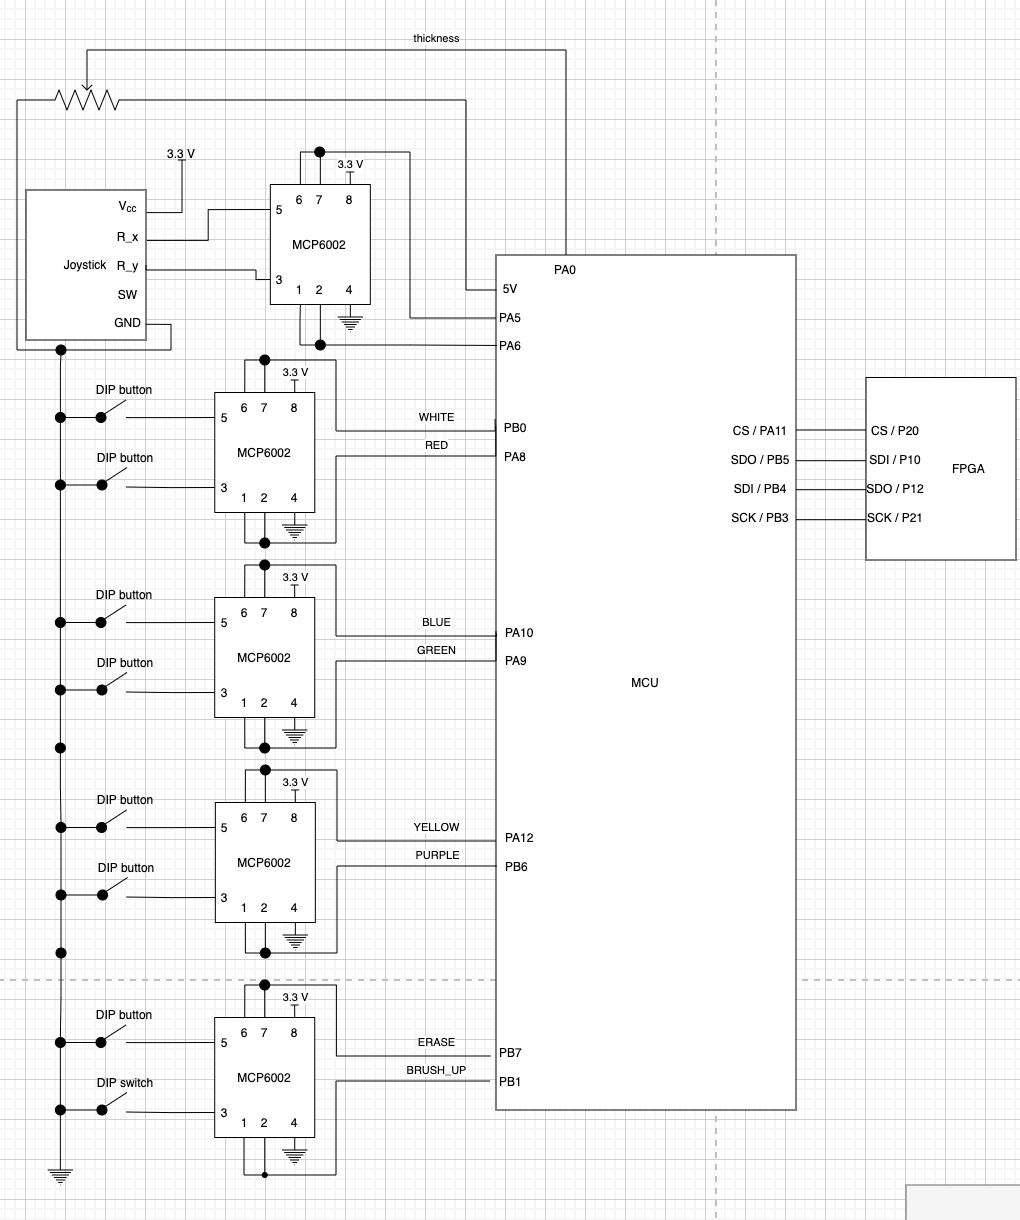 thickness
3.3 V
3.3 V
6 7 8
Vcc
5
R_x
MCP6002
Joystick R_y
3
SW
1 2 4
GND
PA0
5V
PA5
PA6
DIP button
3.3 V
6 7 8
5
WHITE
PB0
MCP6002
RED
PA8
DIP button
3
1 2 4
CS / PA11
CS / P20
SDO / PB5
SDI / P10
FPGA
SDI / PB4
SDO / P12
SCK / PB3
SCK / P21
DIP button
3.3 V
6 7 8
5
BLUE
PA10
MCP6002
GREEN
PA9
DIP button
3
1 2 4
MCU
DIP button
3.3 V
6 7 8
5
YELLOW
PA12
MCP6002
PURPLE
PB6
DIP button
3
1 2 4
DIP button
3.3 V
6 7 8
5
ERASE
PB7
MCP6002
BRUSH_UP
PB1
DIP switch
3
1 2 4